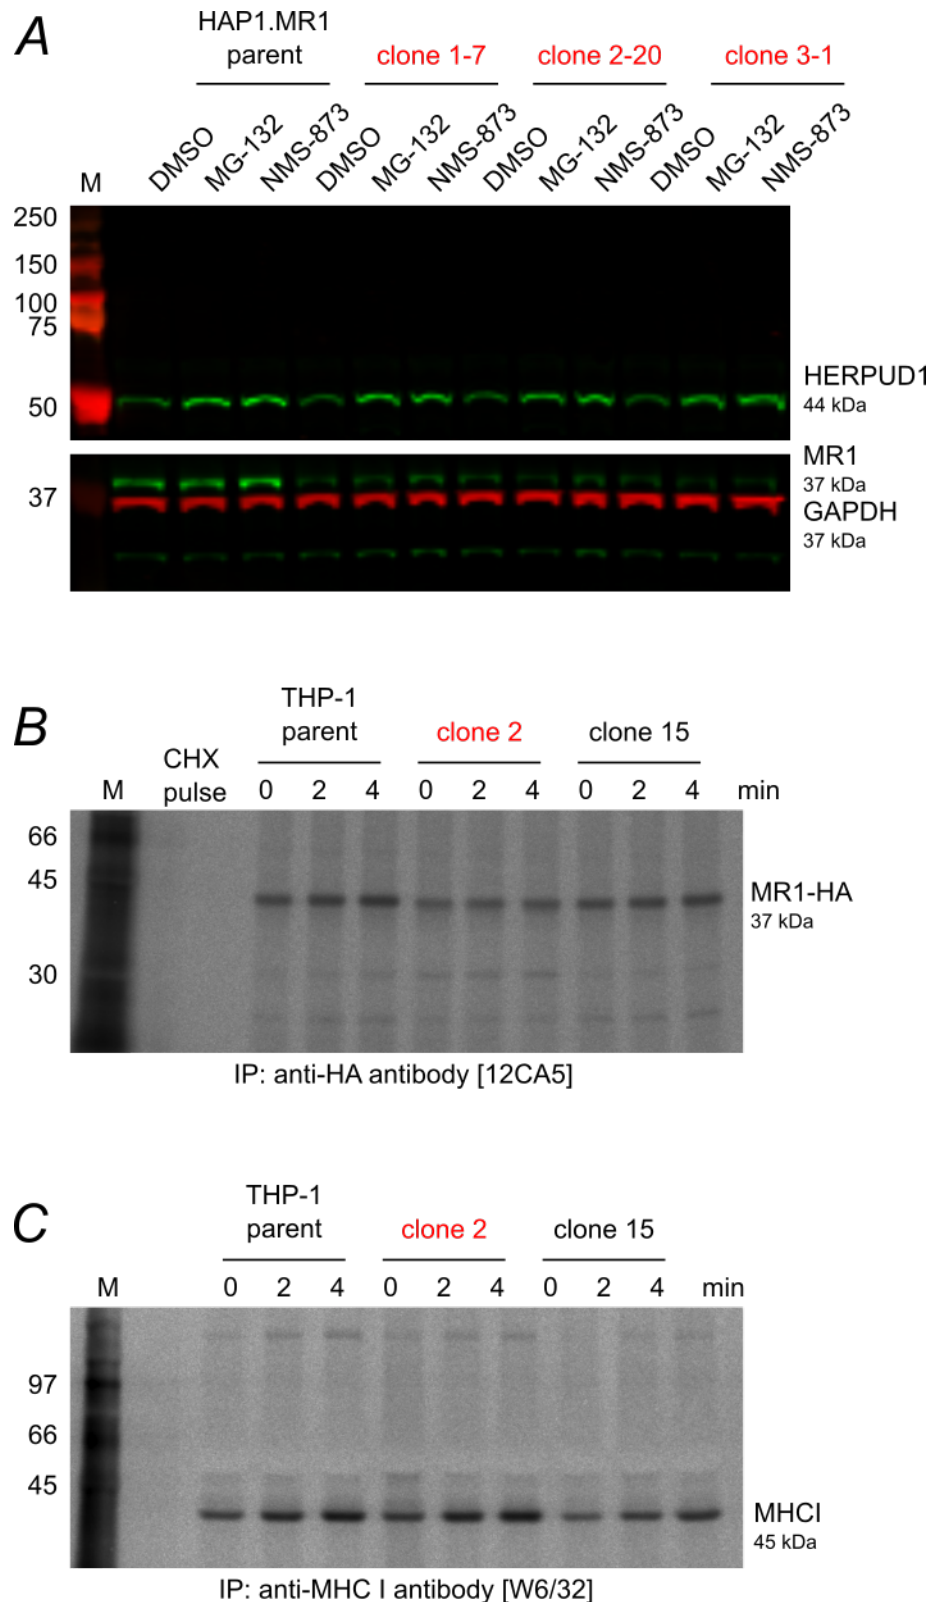 A
HAP1.MR1
parent
clone 1-7
clone 2-20
clone 3-1
M
DMSO
MG-132
NMS-873
DMSO
MG-132
NMS-873
DMSO
MG-132
NMS-873
DMSO
MG-132
NMS-873
250
150
100
75
50
HERPUD1
44 kDa
37
MR1
37 kDa
GAPDH
37 kDa
B
THP-1
parent
clone 2
clone 15
CHX
pulse
M
0 2 4 0 2 4 0 2 4 min
66
45
30
MR1-HA
37 kDa
IP: anti-HA antibody [12CA5]
C
THP-1
parent
clone 2
clone 15
M 0 2 4 0 2 4 0 2 4 min
97
66
45
MHCI
45 kDa
IP: anti-MHC I antibody [W6/32]